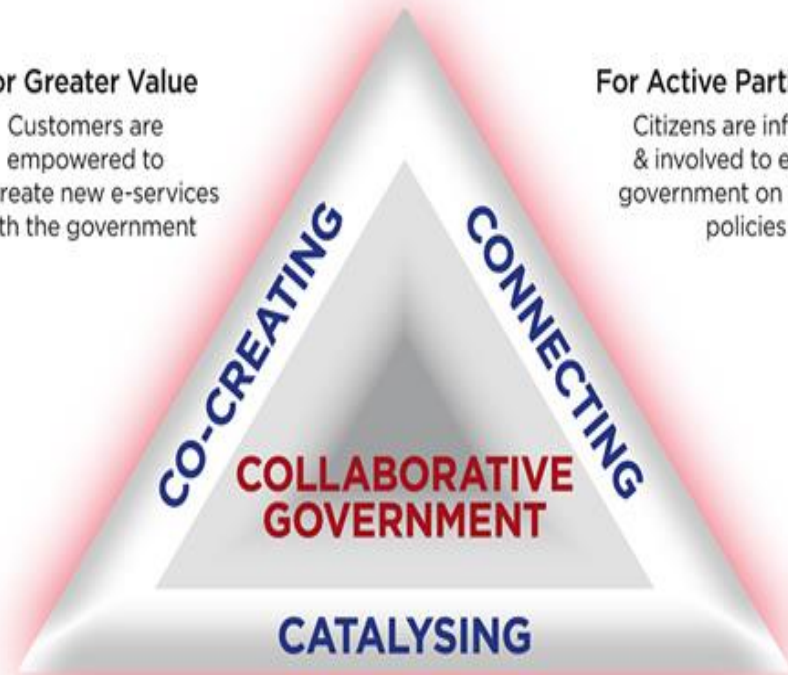 or Greater Value
Customers are
empowered to
reate new e-services
th the government
For Active Part
Citizens are inf
& involved to e
government on
policies
CO-CREATING
CONNECTING
COLLABORATIVE
GOVERNMENT
CATALYSING